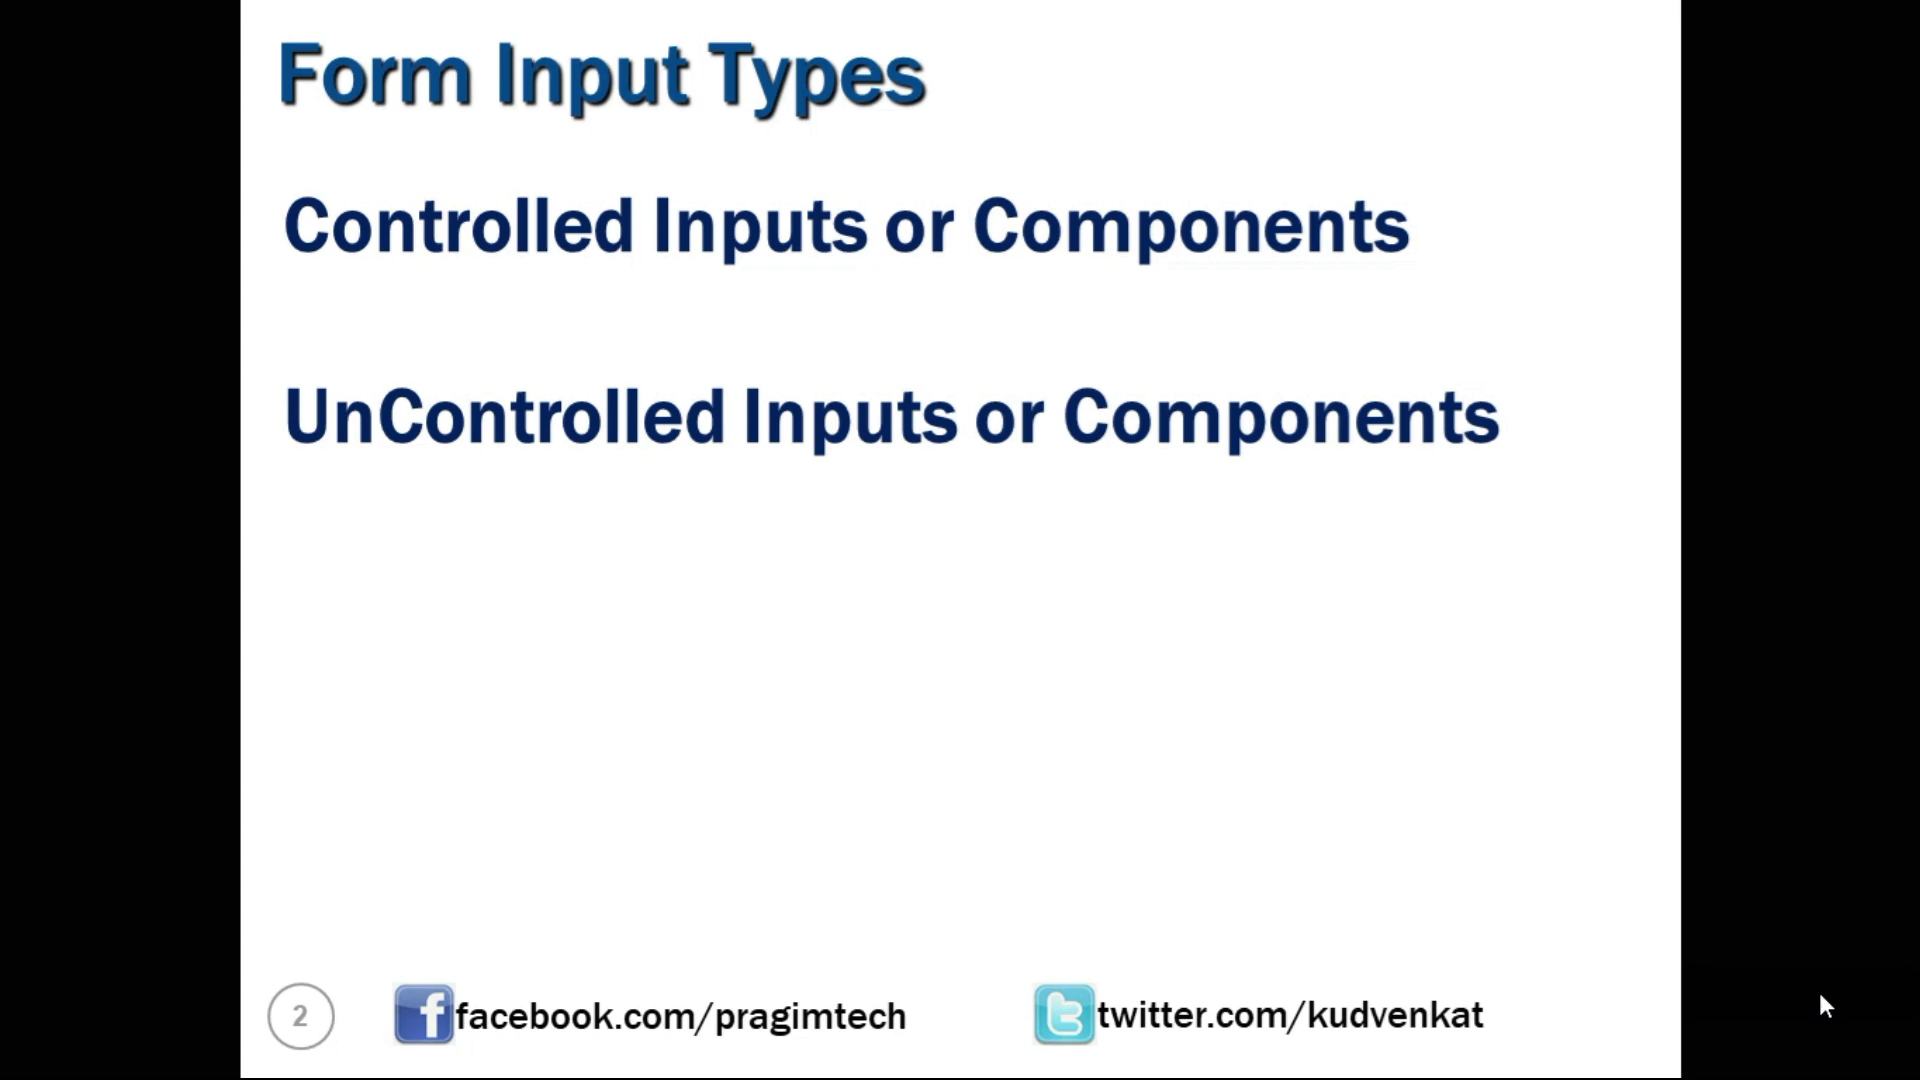 Form Input Types
Controlled Inputs or Components
UnControlled Inputs or Components
2
facebook.com/pragimtech
twitter.com/kudvenkat